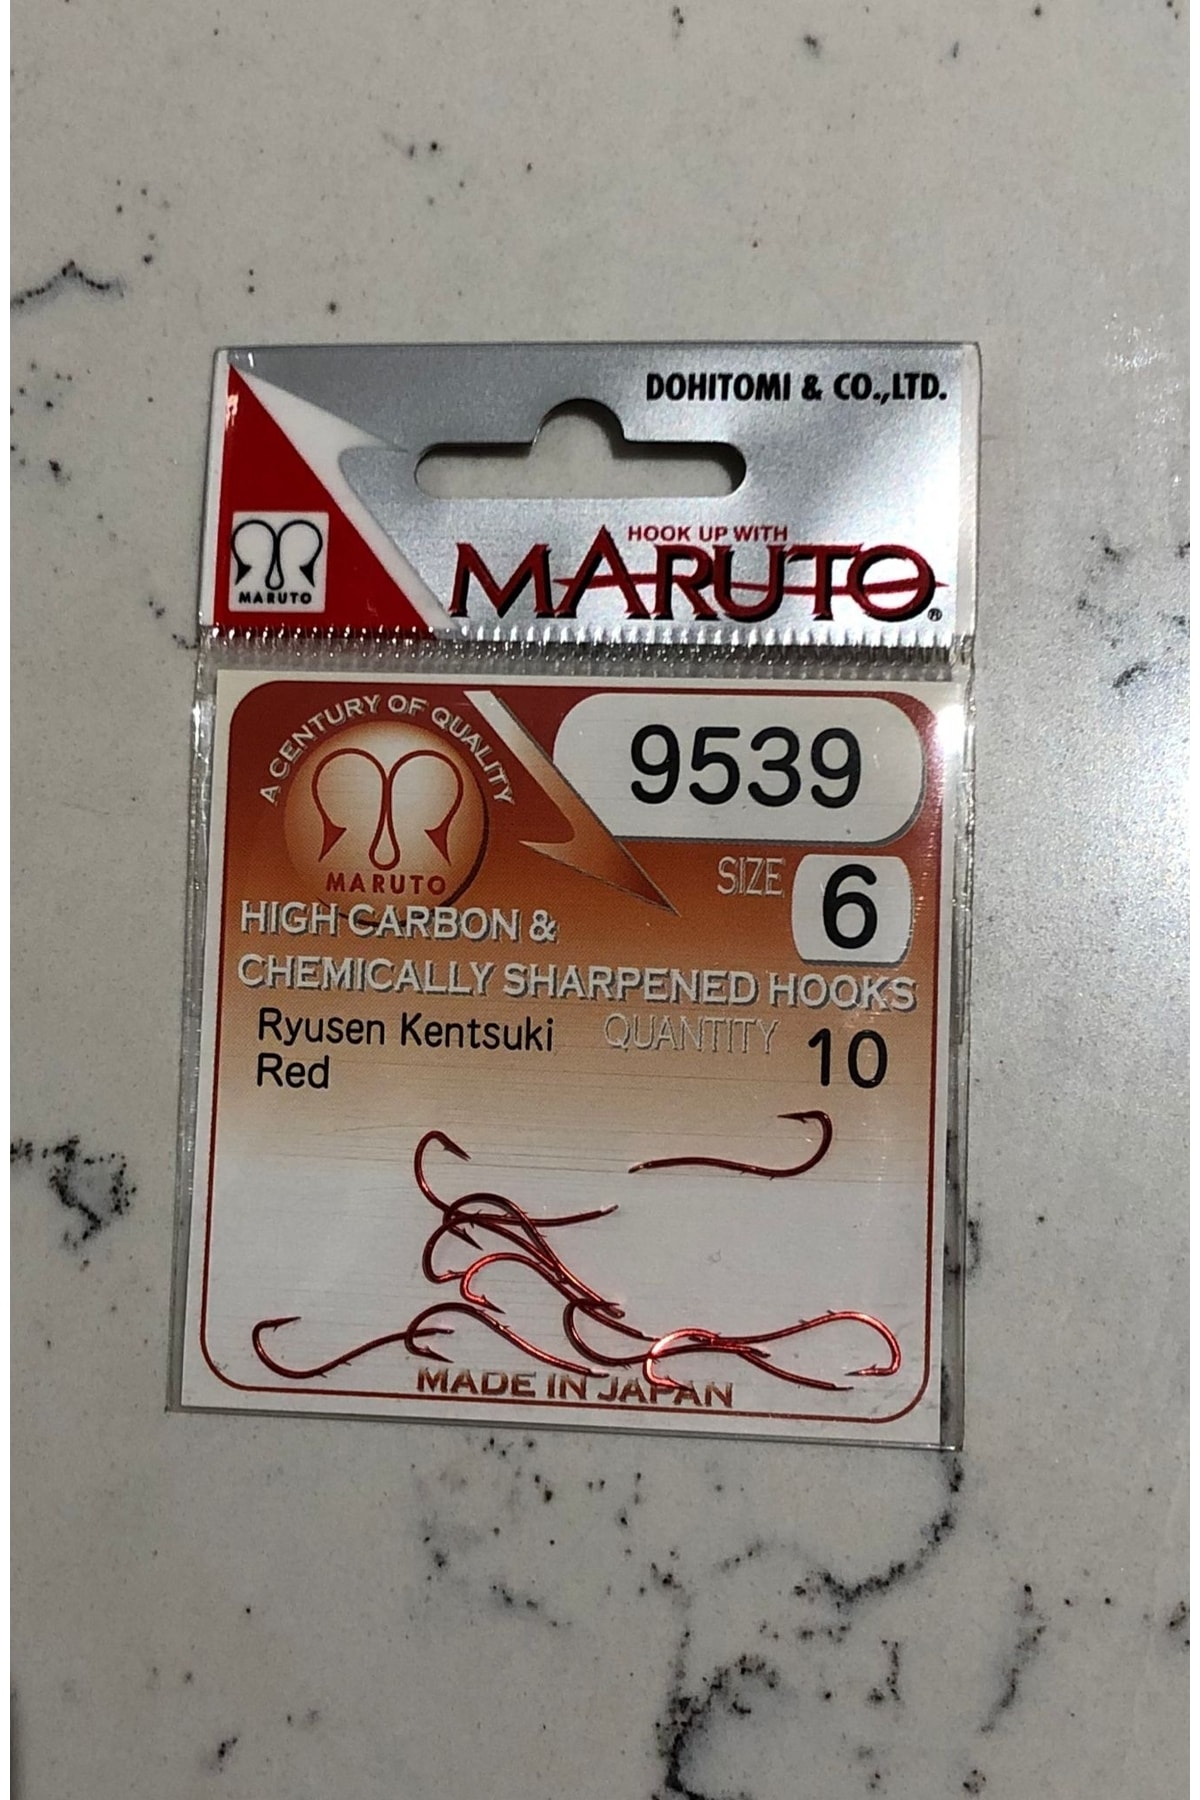 DOHITOMI & CO.,LTD.
HOOK UP WITH
MARUTO®
MARUTO
A CENTURY OF QUALITY
MARUTO
9539
SIZE 6
HIGH CARBON &
CHEMICALLY SHARPENED HOOKS
Ryusen Kentsuki
Red
QUANTITY 10
MADE IN JAPAN